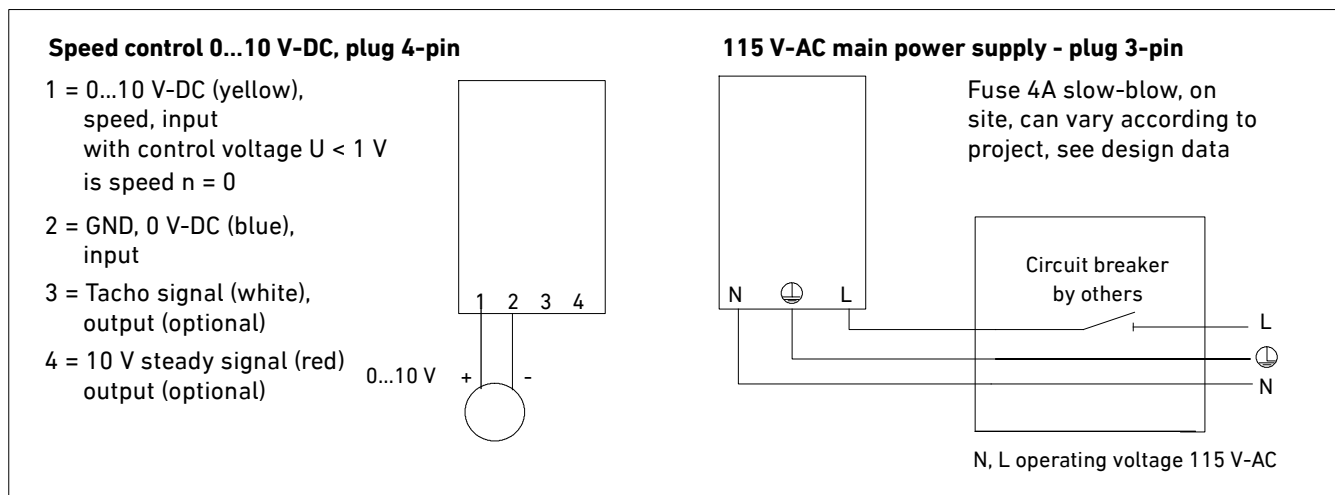 Speed control 0...10 V-DC, plug 4-pin
1 = 0...10 V-DC (yellow),
speed, input
with control voltage U < 1 V
is speed n = 0
2 = GND, 0 V-DC (blue),
input
3 = Tacho signal (white),
output (optional)
4 = 10 V steady signal (red)
output (optional)
1 2 3 4
0...10 V + -
115 V-AC main power supply - plug 3-pin
Fuse 4A slow-blow, on
site, can vary according to
project, see design data
N L
Circuit breaker
by others
L
N
N, L operating voltage 115 V-AC